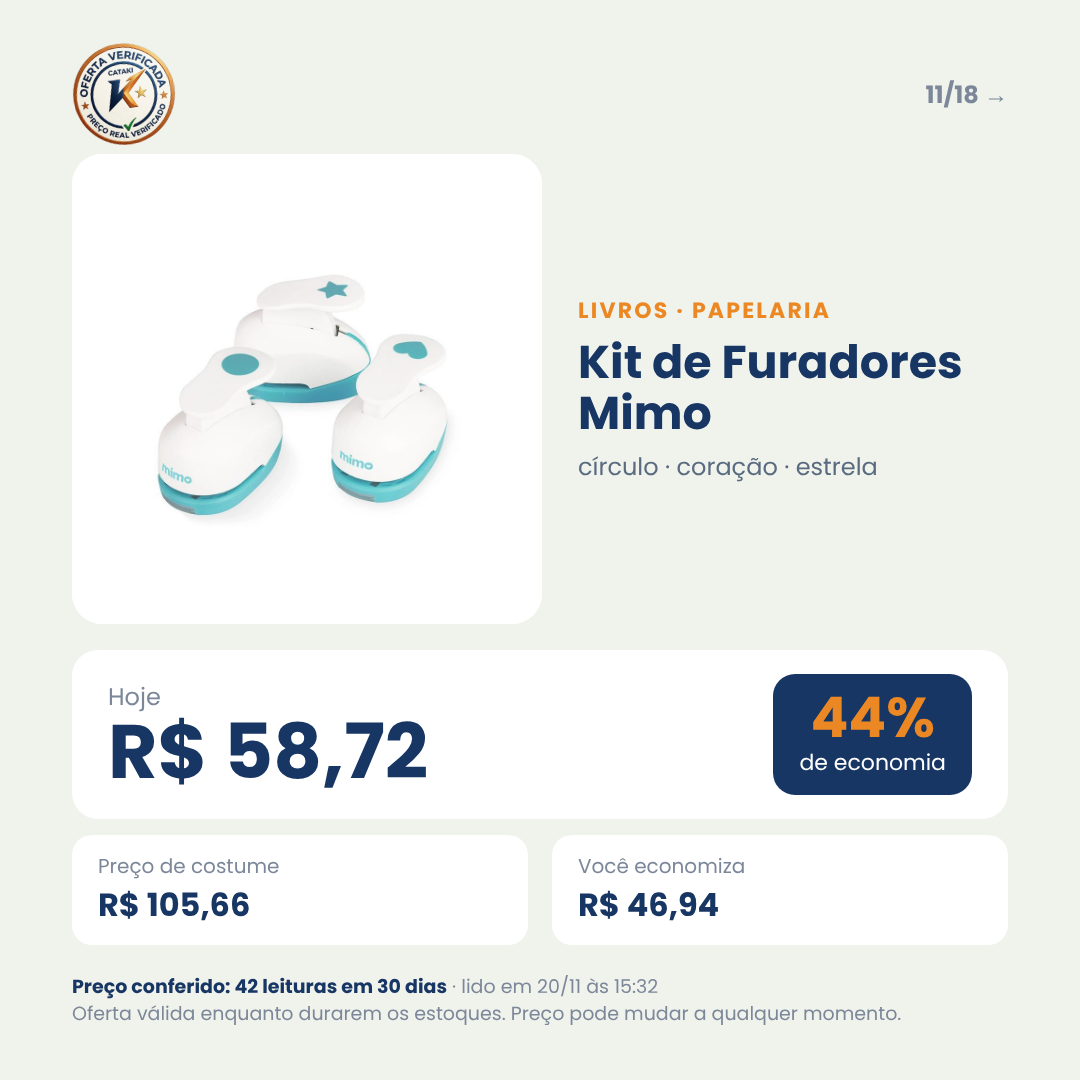 OFERTA VERIFICADA
CATAKI
K
PREÇO REAL VERIFICADO
11/18 →
mimo
mimo
LIVROS · PAPELARIA
Kit de Furadores
Mimo
círculo · coração · estrela
Hoje
R$ 58,72
44%
de economia
Preço de costume
R$ 105,66
Você economiza
R$ 46,94
Preço conferido: 42 leituras em 30 dias · lido em 20/11 às 15:32
Oferta válida enquanto durarem os estoques. Preço pode mudar a qualquer momento.